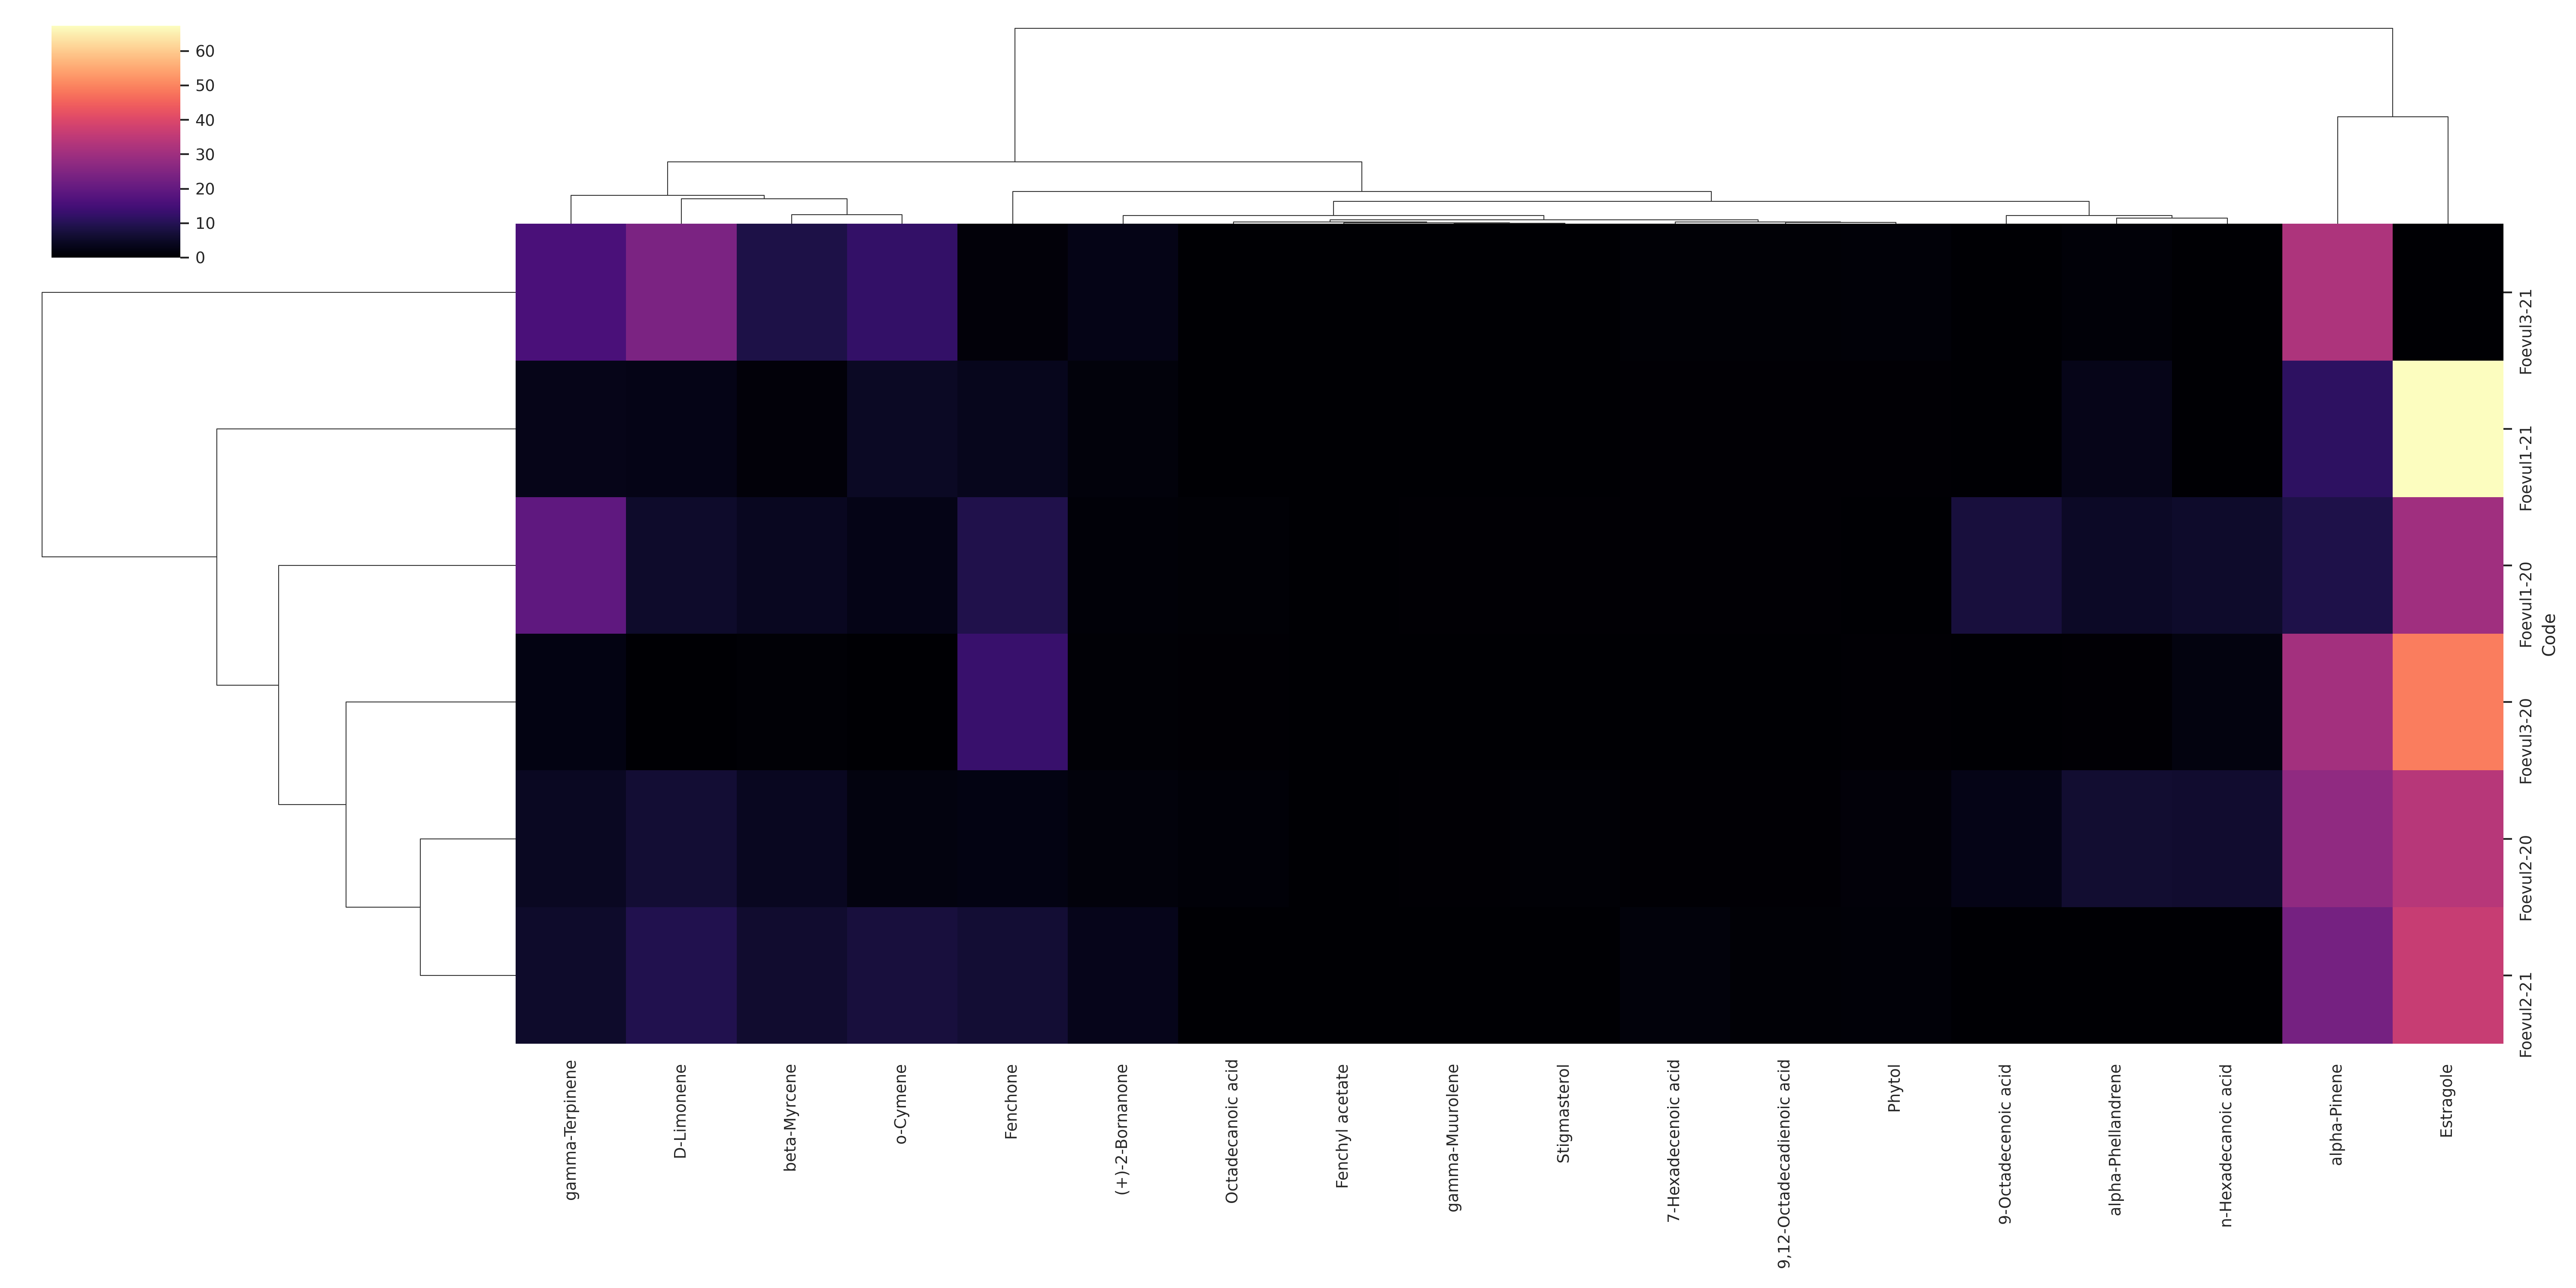 60
50
40
30
20
10
0
Foevul3-21
Foevul1-21
Foevul1-20
Foevul3-20
Foevul2-20
Foevul2-21
Code
gamma-Terpinene
D-Limonene
beta-Myrcene
o-Cymene
Fenchone
(+)-2-Bornanone
Octadecanoic acid
Fenchyl acetate
gamma-Muurolene
Stigmasterol
7-Hexadecenoic acid
9,12-Octadecadienoic acid
Phytol
9-Octadecenoic acid
alpha-Phellandrene
n-Hexadecanoic acid
alpha-Pinene
Estragole